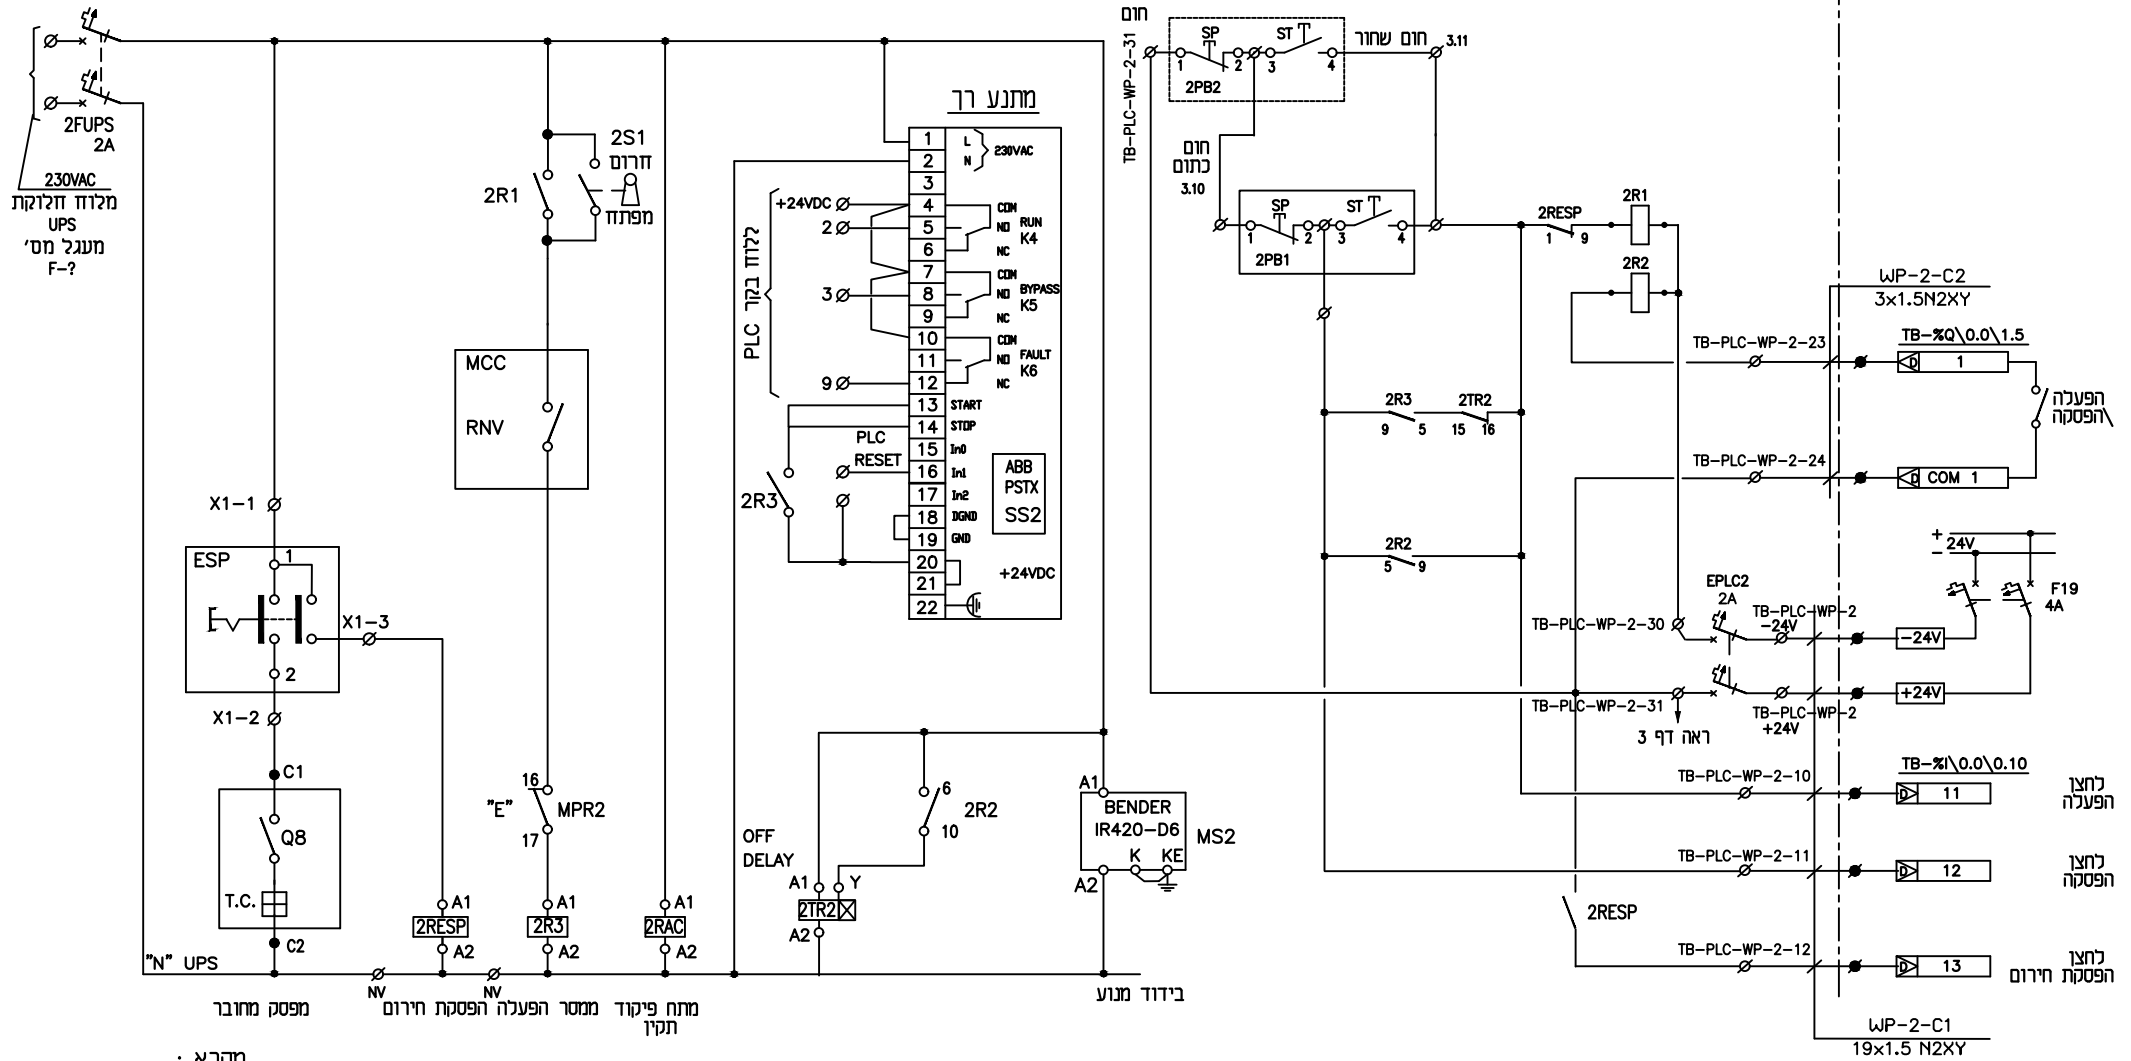 2FUPS
2A
230VAC
מלוח חלוקת
UPS
מעגל מס'
F-?
X1-1
ESP
1
2
X1-3
X1-2
C1
Q8
T.C.
C2
"N" UPS
מפסק מחובר
A1
2RESP
A2
NV
הפסקת חירום
2R1
2S1
חרום
מפתח
MCC
RNV
16
"E"
MPR2
17
A1
2R3
A2
NV
ממסר הפעלה
A1
2RAC
A2
מתח פיקוד
תקין
מתנע רך
1 L
2 N
230VAC
3
+24VDC 4 COM
2 5 NO RUN
K4
6 NC
7 COM
3 8 NO BYPASS
K5
9 NC
10 COM
11 NO FAULT
K6
9 12 NC
ללוח בקר PLC
13 START
14 STOP
PLC
15 In0
RESET 16 In1
17 In2
18 DGND
19 GND
20
21
+24VDC
22
ABB
PSTX
SS2
2R3
OFF
DELAY
A1
Y
2TR2
A2
6
2R2
10
A1
BENDER
IR420-D6
MS2
K
KE
A2
בידוד מנוע
חום
TB-PLC-WP-2-31
SP
ST
1
2
3
4
2PB2
חום שחור
3.11
חום
כתום
3.10
SP
ST
1
2
3
4
2PB1
2RESP
1 9
2R1
2R2
2R3
9 5
2TR2
15 16
2R2
5 9
WP-2-C2
3x1.5N2XY
TB-PLC-WP-2-23
TB-%Q\0.0\1.5
D 1
הפעלה
\הפסקה
TB-PLC-WP-2-24
D COM 1
+
24V
-
F19
4A
EPLC2
2A
TB-PLC-WP-2-30
TB-PLC-WP-2
-24V
-24V
+24V
TB-PLC-WP-2-31
TB-PLC-WP-2
+24V
ראה דף 3
TB-PLC-WP-2-10
TB-%I\0.0\0.10
D 11
לחצן
הפעלה
TB-PLC-WP-2-11
D 12
לחצן
הפסקה
2RESP
TB-PLC-WP-2-12
D 13
לחצן
הפסקת חירום
WP-2-C1
19x1.5 N2XY
מקרא :